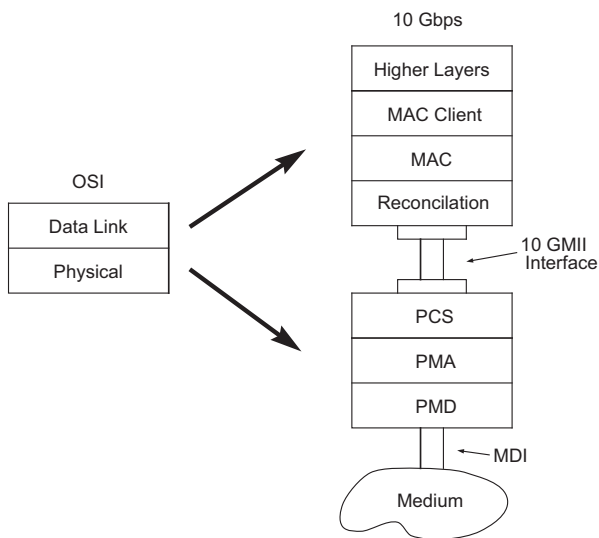 10 Gbps
Higher Layers
MAC Client
MAC
Reconcilation
OSI
Data Link
Physical
10 GMII
Interface
PCS
PMA
PMD
MDI
Medium